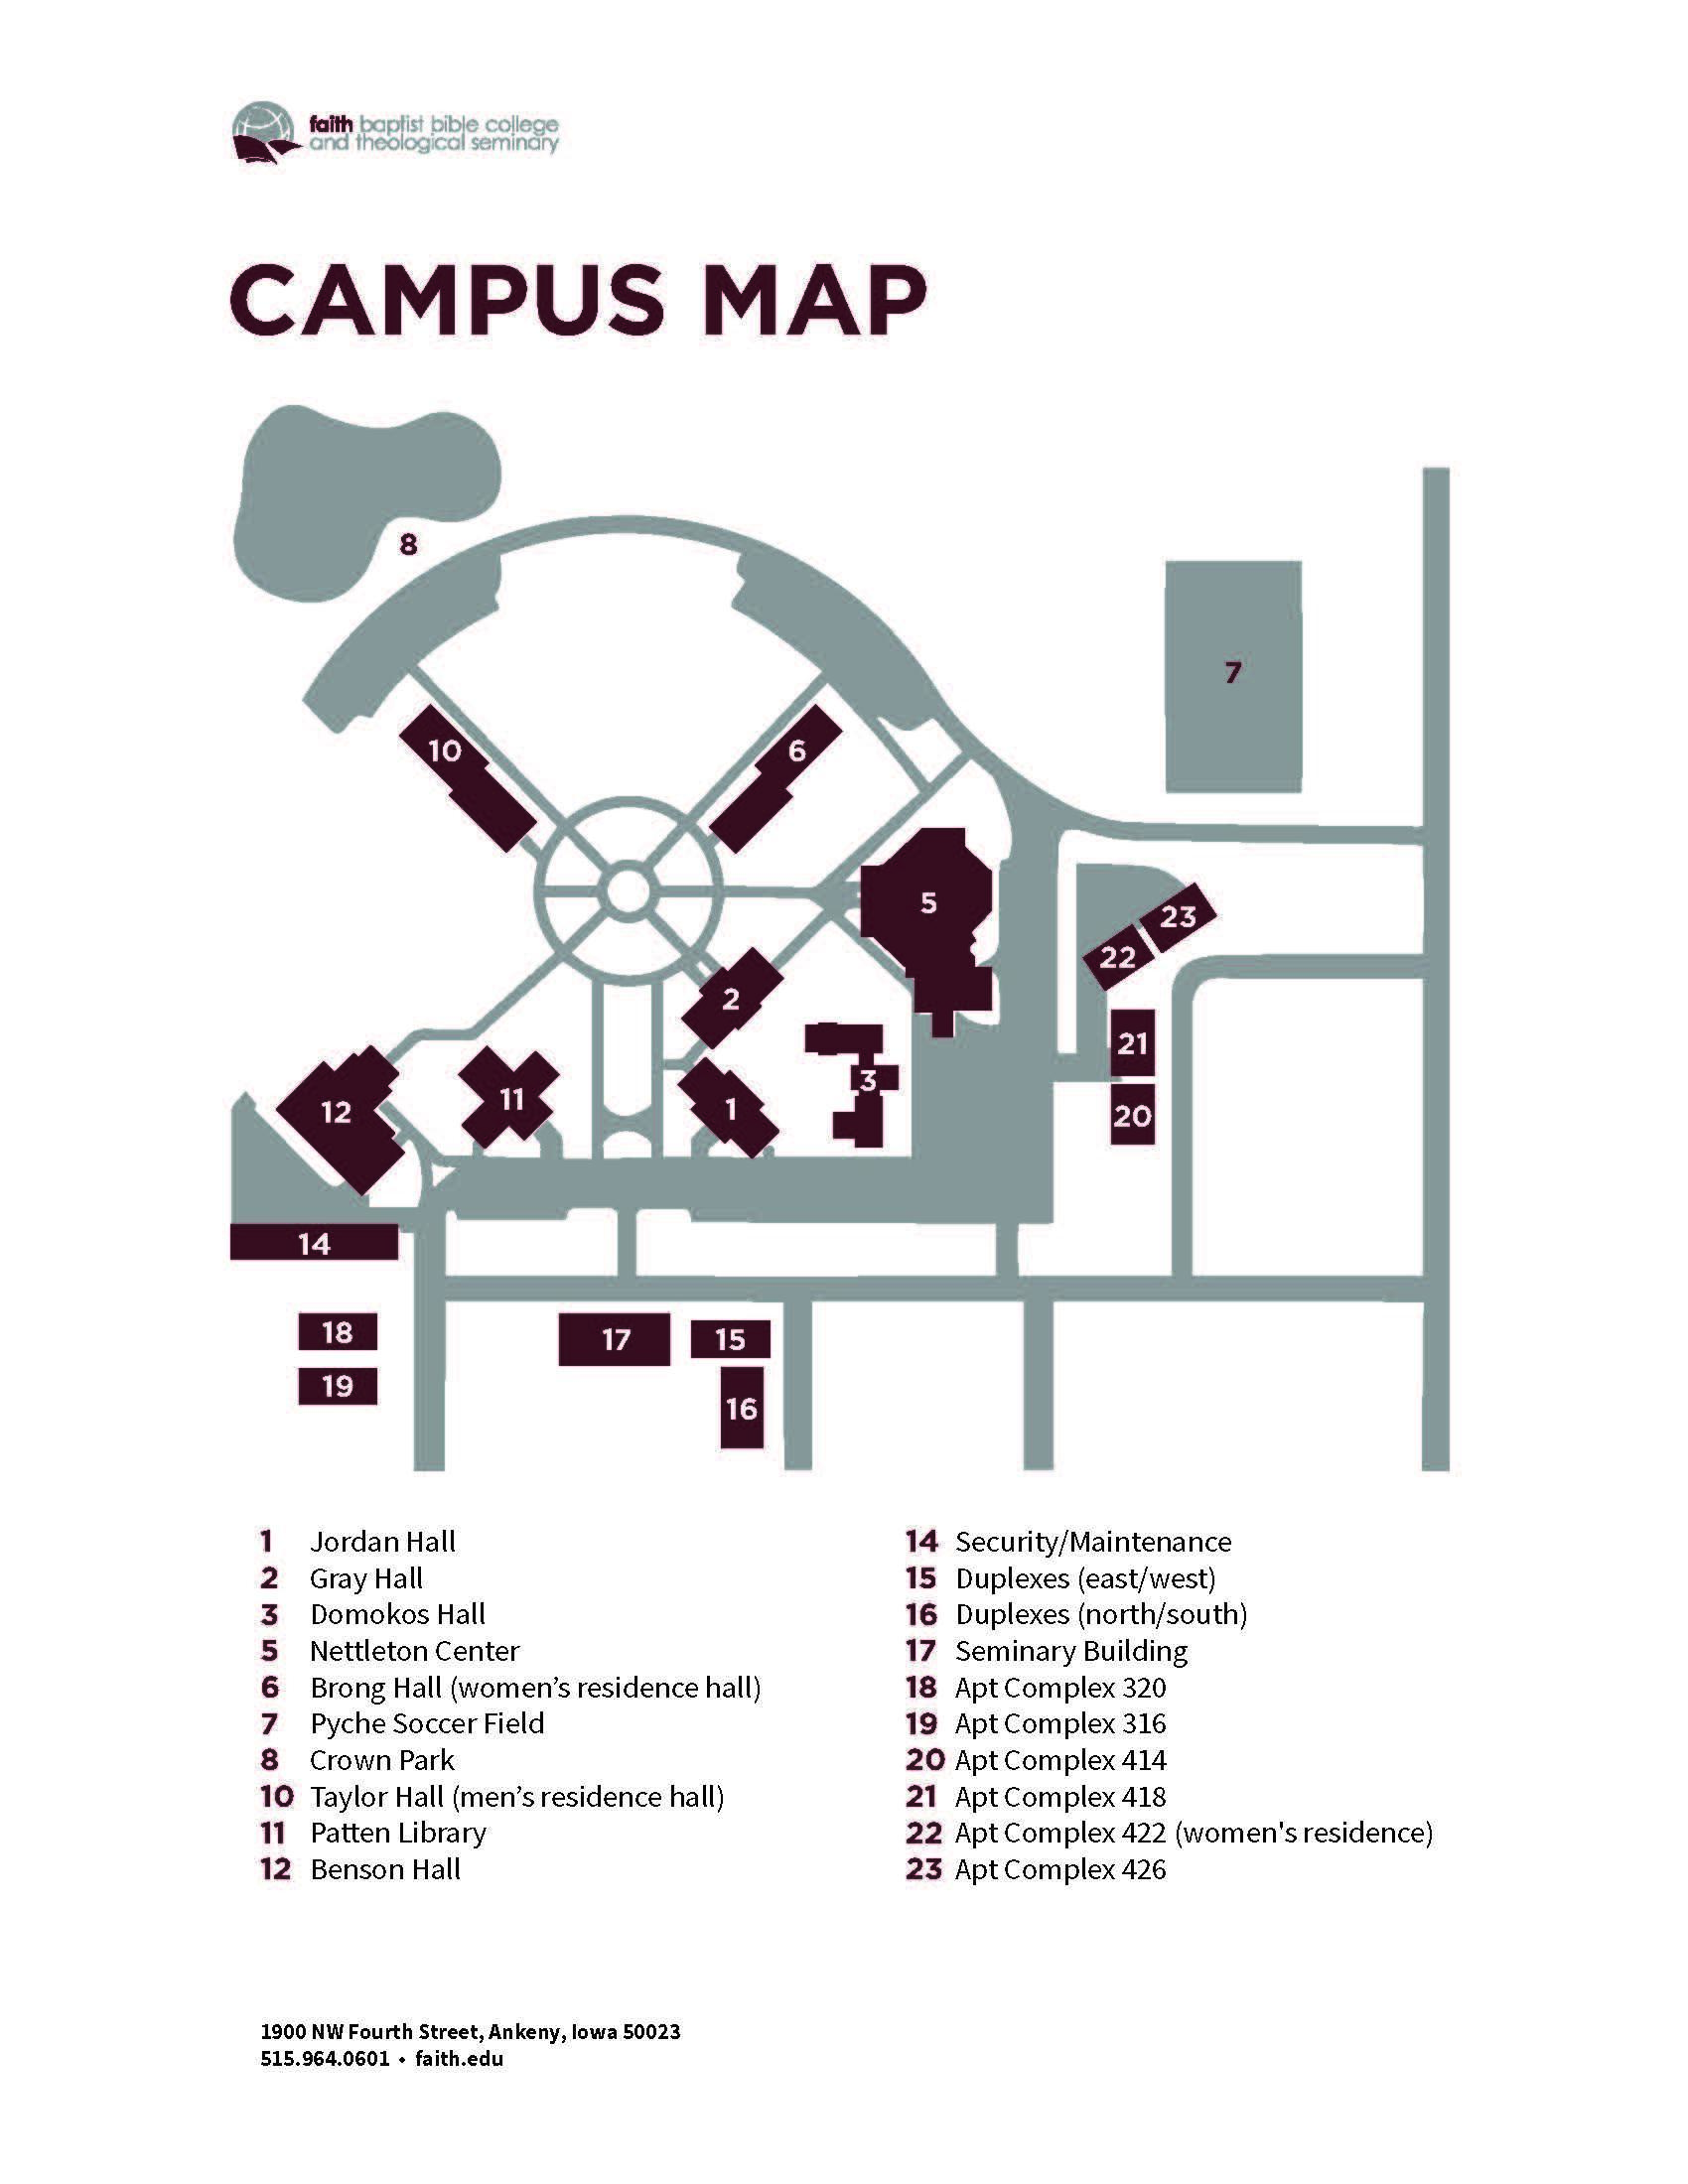 faith baptist bible college
and theological seminary
CAMPUS MAP
8
7
10
6
5
23
22
2
21
3
11
1
12
20
14
18
17
15
19
16
1 Jordan Hall
2 Gray Hall
3 Domokos Hall
5 Nettleton Center
6 Brong Hall (women’s residence hall)
7 Pyche Soccer Field
8 Crown Park
10 Taylor Hall (men’s residence hall)
11 Patten Library
12 Benson Hall
14 Security/Maintenance
15 Duplexes (east/west)
16 Duplexes (north/south)
17 Seminary Building
18 Apt Complex 320
19 Apt Complex 316
20 Apt Complex 414
21 Apt Complex 418
22 Apt Complex 422 (women's residence)
23 Apt Complex 426
1900 NW Fourth Street, Ankeny, Iowa 50023
515.964.0601 • faith.edu